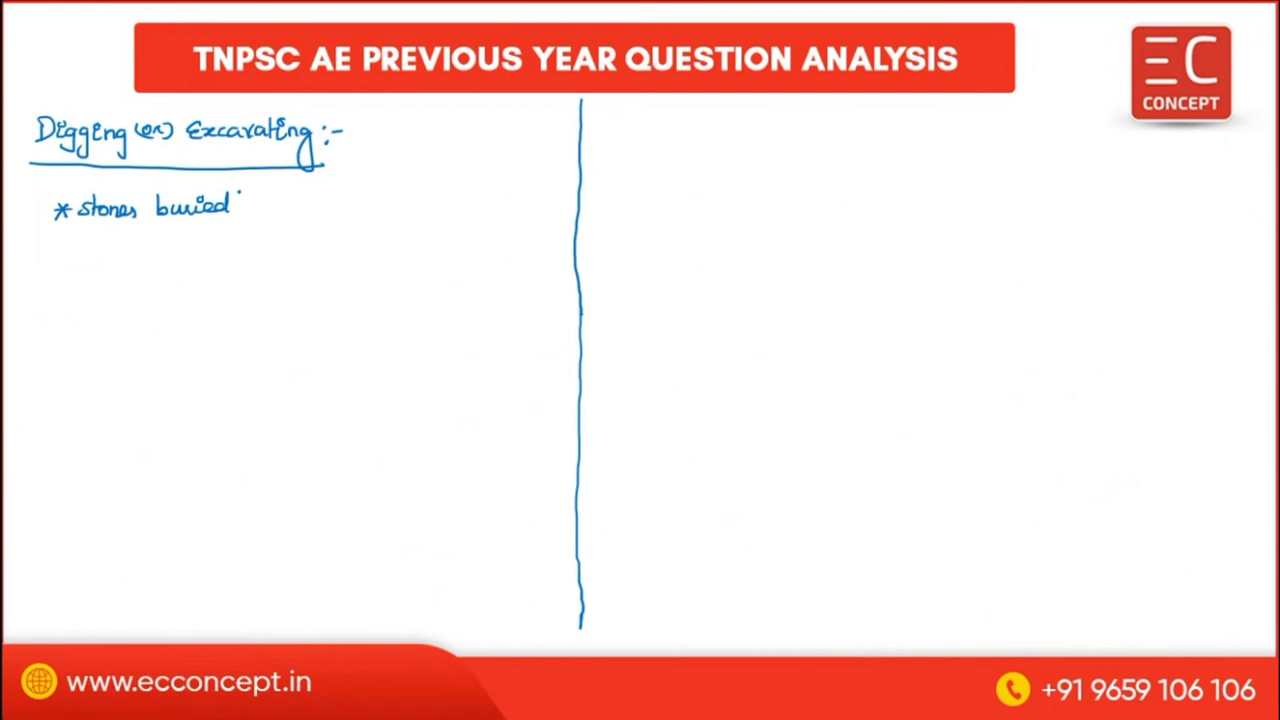 TNPSC AE PREVIOUS YEAR QUESTION ANALYSIS
EC
CONCEPT
Digging (or) Excavating :-
* stones buried
www.ecconcept.in
+91 9659 106 106